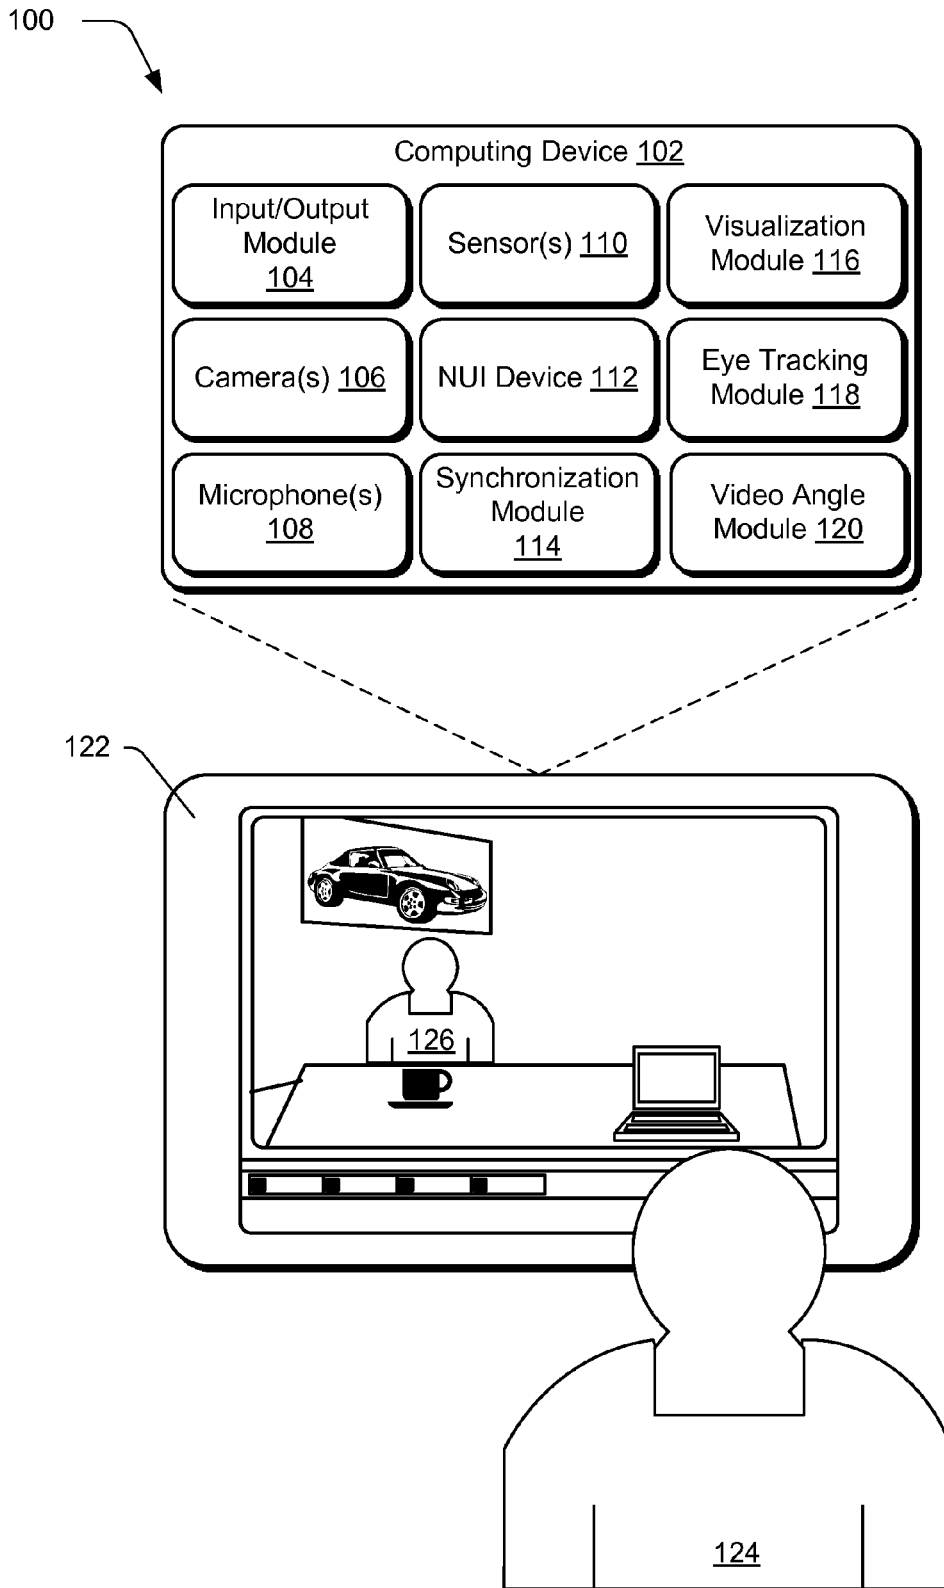 100
Computing Device 102
Input/Output
Module
104
Sensor(s) 110
Visualization
Module 116
Camera(s) 106
NUI Device 112
Eye Tracking
Module 118
Microphone(s)
108
Synchronization
Module
114
Video Angle
Module 120
122
126
124